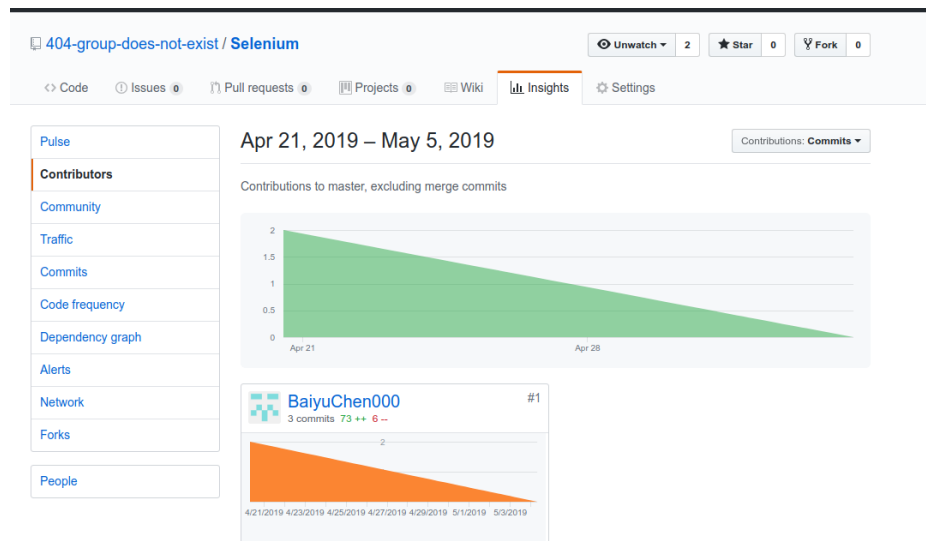 404-group-does-not-exist / Selenium
Unwatch 2 Star 0 Fork 0
<> Code Issues 0 Pull requests 0 Projects 0 Wiki Insights Settings
Pulse
Contributors
Community
Traffic
Commits
Code frequency
Dependency graph
Alerts
Network
Forks
People
Apr 21, 2019 – May 5, 2019
Contributions: Commits
Contributions to master, excluding merge commits
2
1.5
1
0.5
0
Apr 21 Apr 28
BaiyuChen000 #1
3 commits 73 ++ 6 --
2
4/21/2019 4/23/2019 4/25/2019 4/27/2019 4/29/2019 5/1/2019 5/3/2019